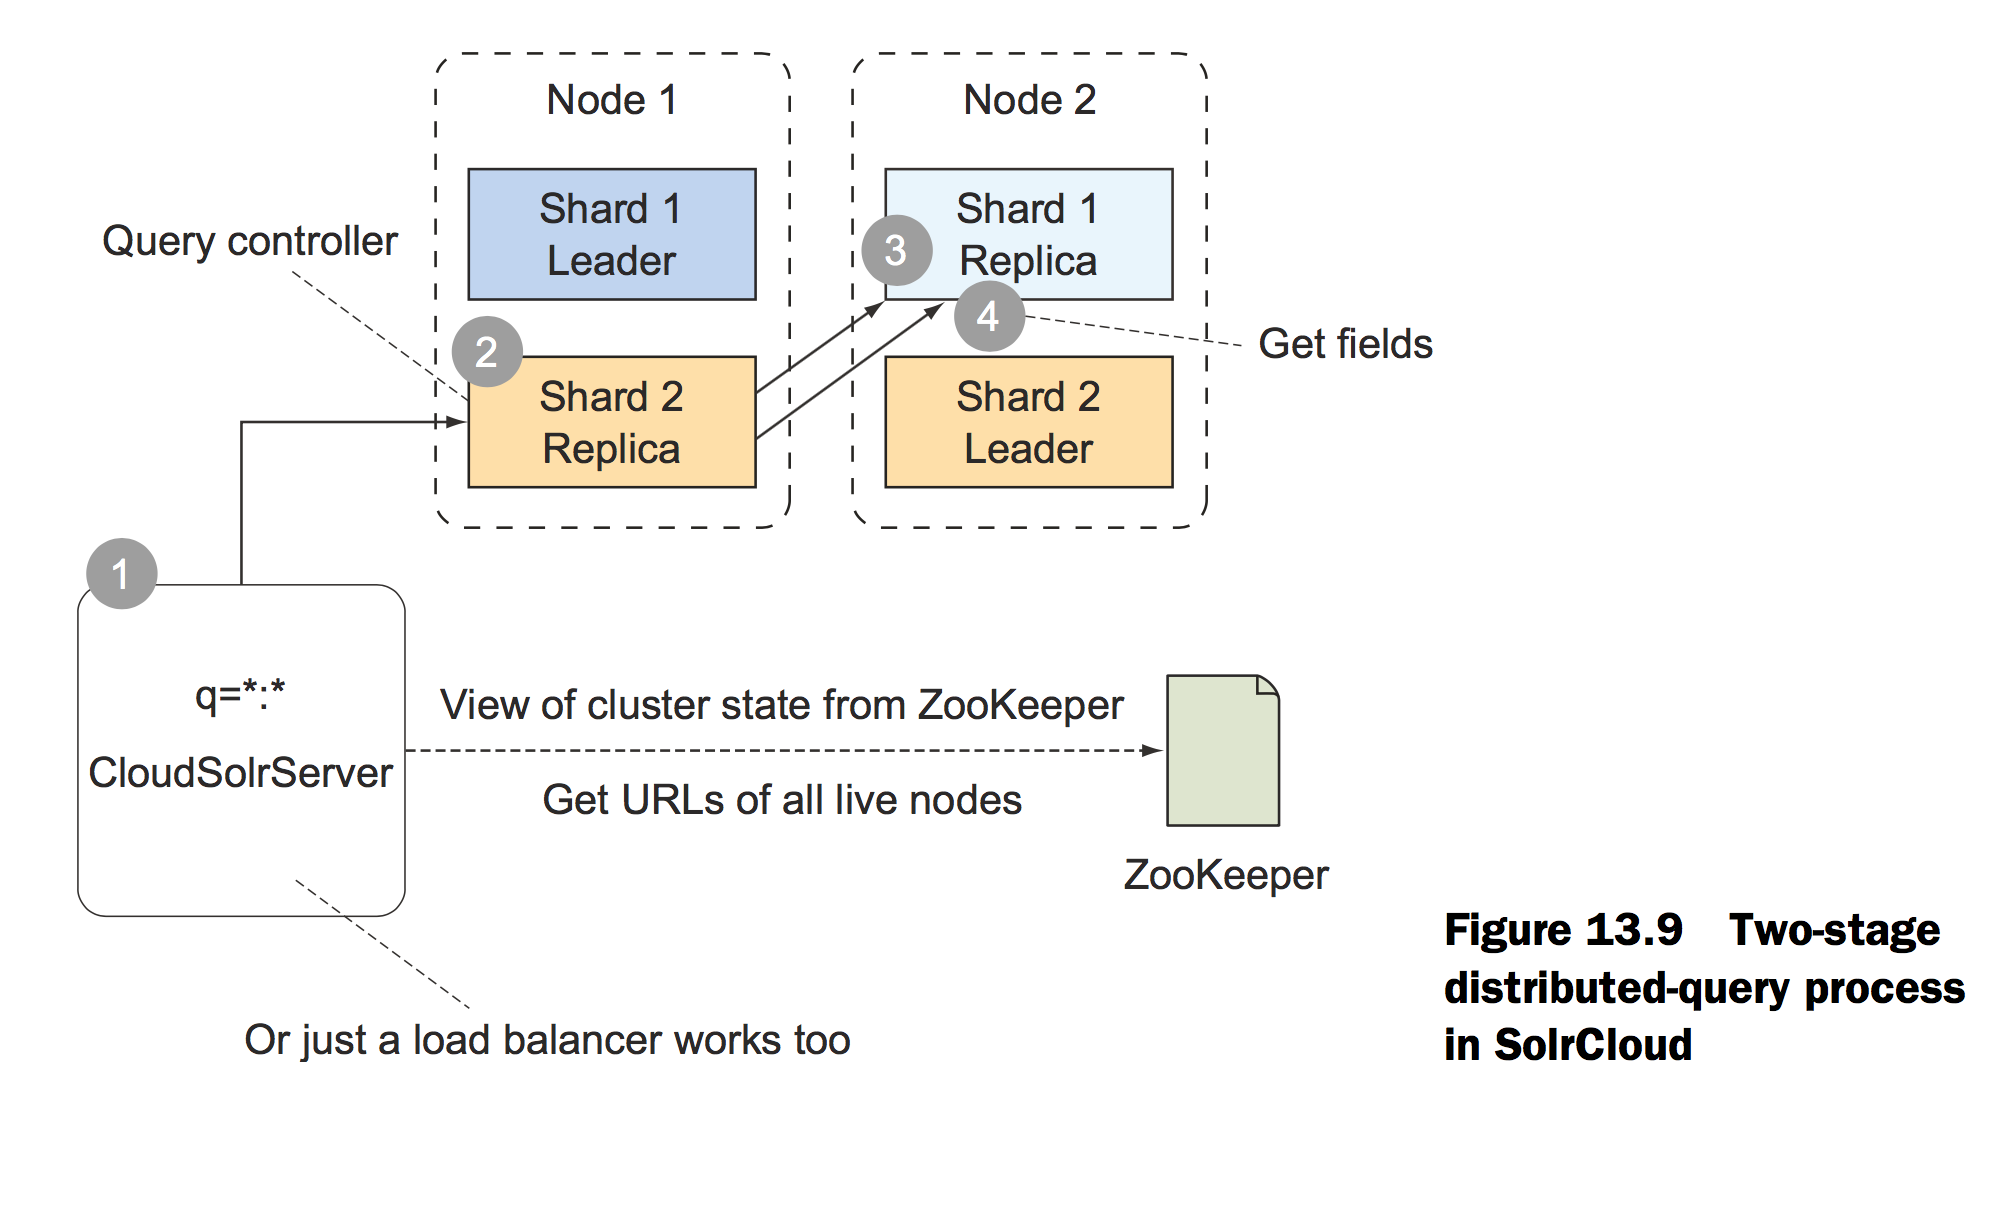 Node 1
Node 2
Shard 1
Leader
Shard 1
Replica
3
Query controller
4
Get fields
2
Shard 2
Replica
Shard 2
Leader
1
q=*:*
CloudSolrServer
View of cluster state from ZooKeeper
Get URLs of all live nodes
ZooKeeper
Or just a load balancer works too
Figure 13.9 Two-stage
distributed-query process
in SolrCloud